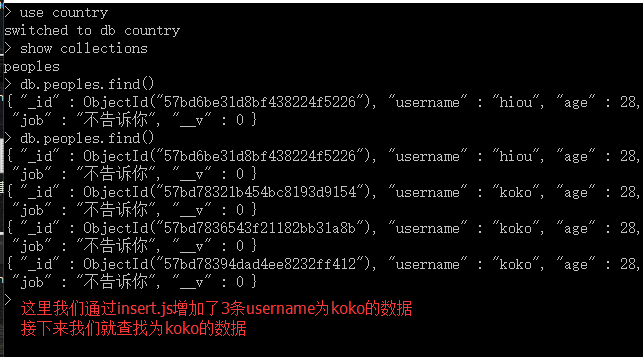 > use country
switched to db country
> show collections
peoples
> db.peoples.find()
{ "_id" : ObjectId("57bd6be31d8bf438224f5226"), "username" : "hiou", "age" : 28,
"job" : "不告诉你", "__v" : 0 }
> db.peoples.find()
{ "_id" : ObjectId("57bd6be31d8bf438224f5226"), "username" : "hiou", "age" : 28,
"job" : "不告诉你", "__v" : 0 }
{ "_id" : ObjectId("57bd78321b454bc8193d9154"), "username" : "koko", "age" : 28,
"job" : "不告诉你", "__v" : 0 }
{ "_id" : ObjectId("57bd7836543f21182bb31a8b"), "username" : "koko", "age" : 28,
"job" : "不告诉你", "__v" : 0 }
{ "_id" : ObjectId("57bd78394dad4ee8232ff412"), "username" : "koko", "age" : 28,
"job" : "不告诉你", "__v" : 0 }
>
这里我们通过insert.js增加了3条username为koko的数据
接下来我们就查找为koko的数据